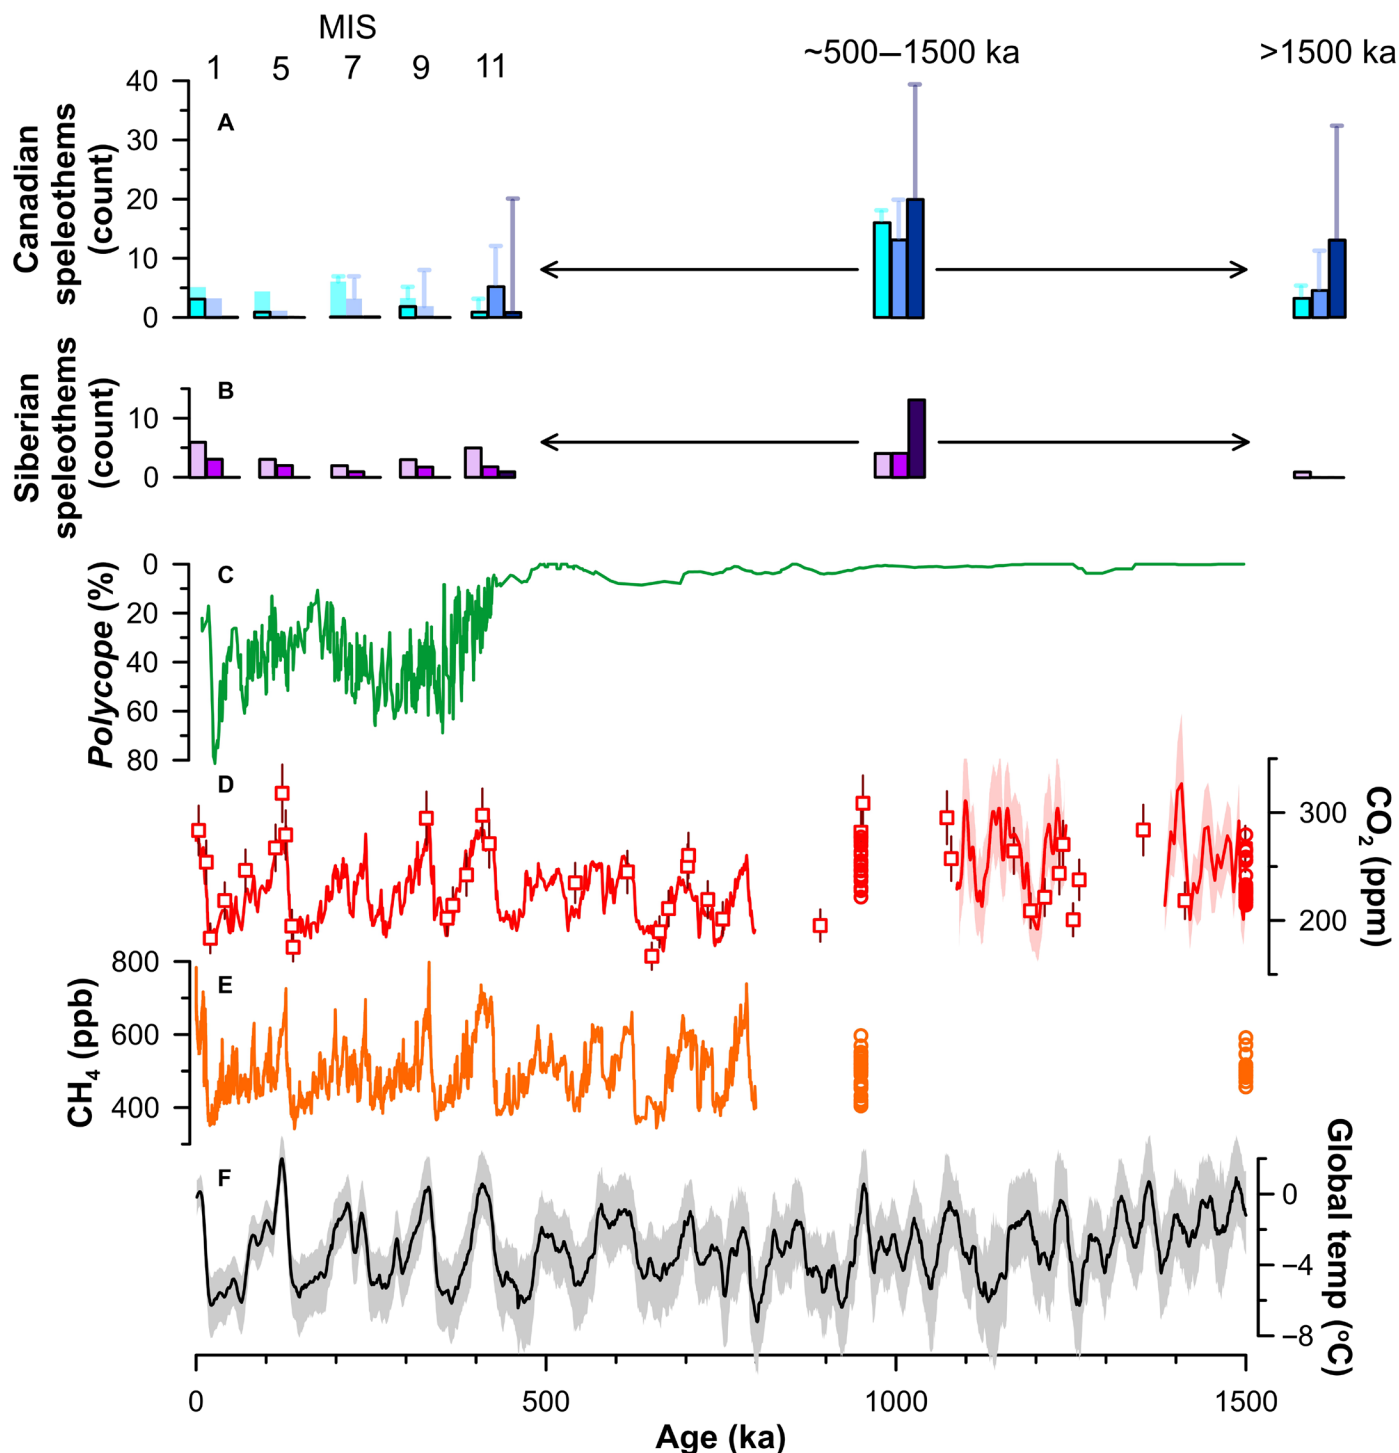 MIS
1 5 7 9 11 ~500–1500 ka >1500 ka
A
Canadian
speleothems
(count)
40
30
20
10
0
B
Siberian
speleothems
(count)
10
0
C
Polycope (%)
0
20
40
60
80
D
CO2 (ppm)
300
200
E
CH4 (ppb)
800
600
400
F
Global temp (ºC)
0
−4
−8
0 500 1000 1500
Age (ka)